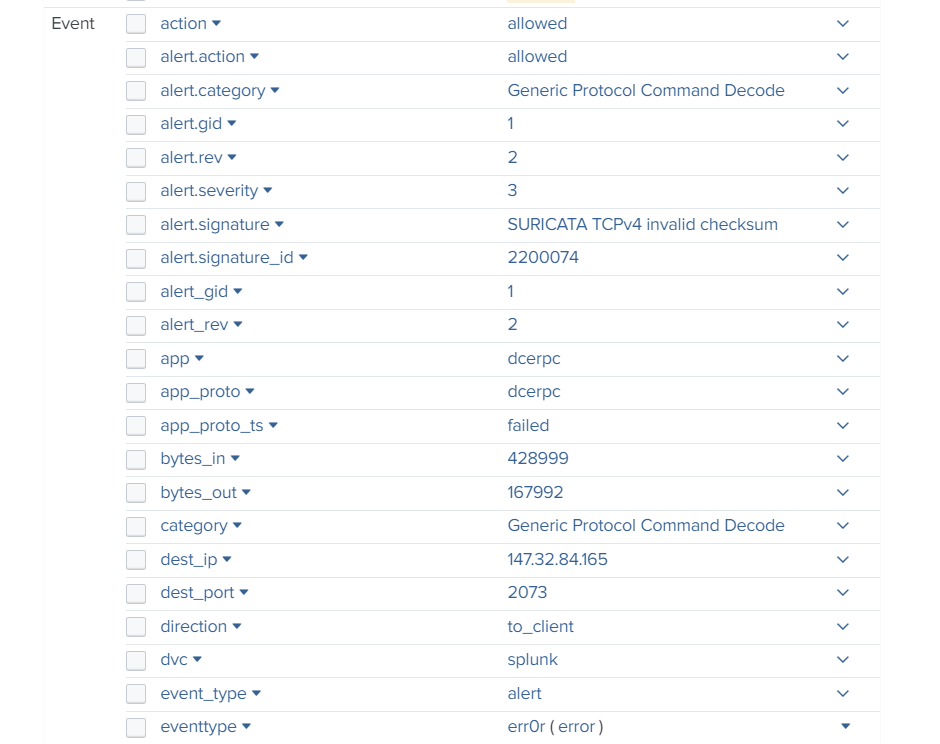 Event action allowed
alert.action allowed
alert.category Generic Protocol Command Decode
alert.gid 1
alert.rev 2
alert.severity 3
alert.signature SURICATA TCPv4 invalid checksum
alert.signature_id 2200074
alert_gid 1
alert_rev 2
app dcerpc
app_proto dcerpc
app_proto_ts failed
bytes_in 428999
bytes_out 167992
category Generic Protocol Command Decode
dest_ip 147.32.84.165
dest_port 2073
direction to_client
dvc splunk
event_type alert
eventtype err0r ( error )